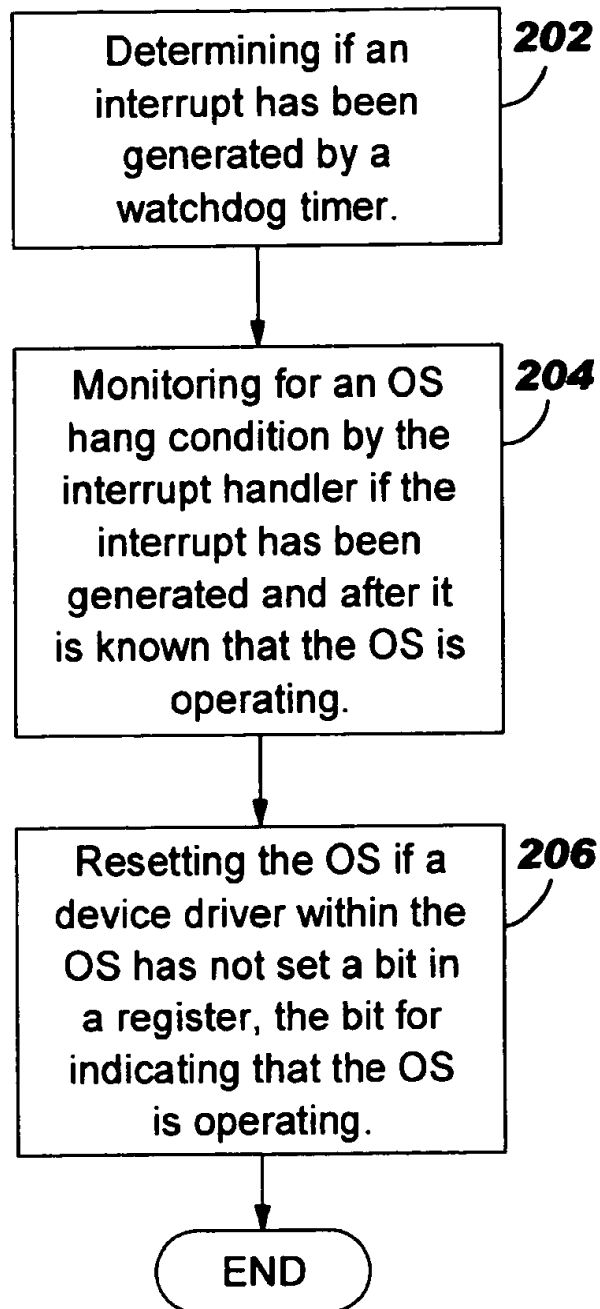 Determining if an
interrupt has been
generated by a
watchdog timer.
202
Monitoring for an OS
hang condition by the
interrupt handler if the
interrupt has been
generated and after it
is known that the OS is
operating.
204
Resetting the OS if a
device driver within the
OS has not set a bit in
a register, the bit for
indicating that the OS
is operating.
206
END